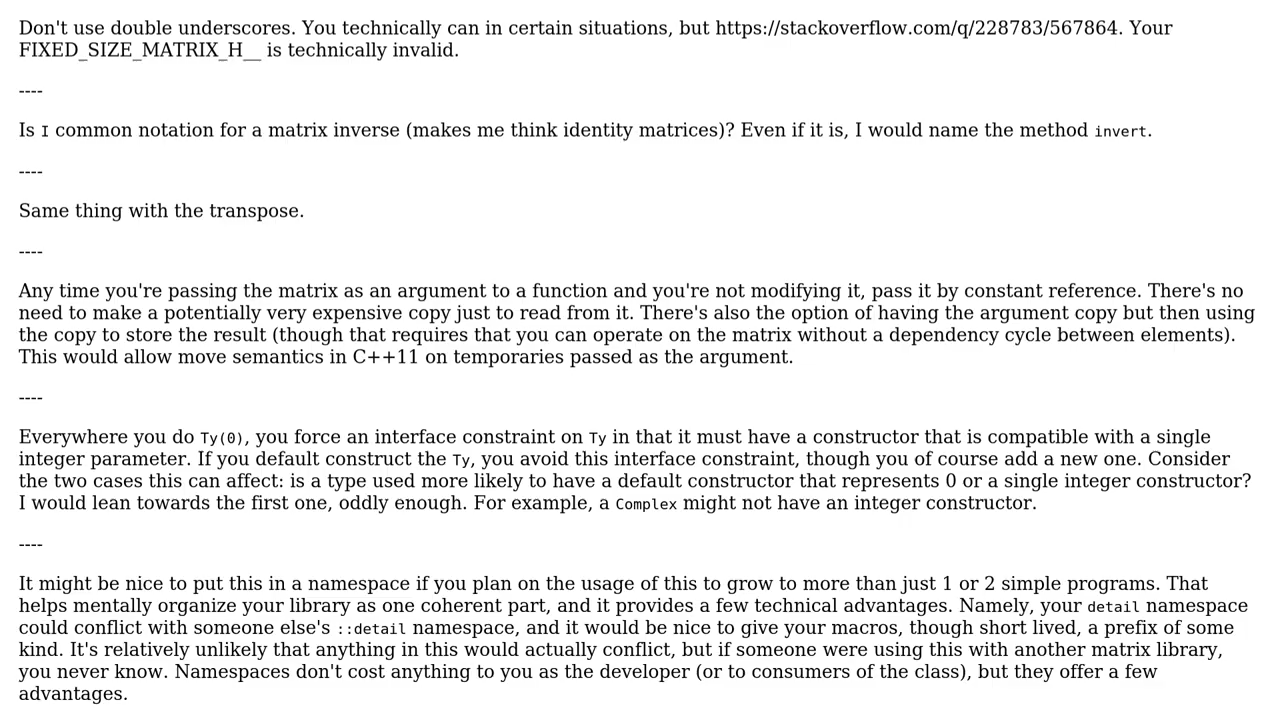 Don't use double underscores. You technically can in certain situations, but https://stackoverflow.com/q/228783/567864. Your
FIXED_SIZE_MATRIX_H__ is technically invalid.
----
Is I common notation for a matrix inverse (makes me think identity matrices)? Even if it is, I would name the method invert.
----
Same thing with the transpose.
----
Any time you're passing the matrix as an argument to a function and you're not modifying it, pass it by constant reference. There's no
need to make a potentially very expensive copy just to read from it. There's also the option of having the argument copy but then using
the copy to store the result (though that requires that you can operate on the matrix without a dependency cycle between elements).
This would allow move semantics in C++11 on temporaries passed as the argument.
----
Everywhere you do Ty(0), you force an interface constraint on Ty in that it must have a constructor that is compatible with a single
integer parameter. If you default construct the Ty, you avoid this interface constraint, though you of course add a new one. Consider
the two cases this can affect: is a type used more likely to have a default constructor that represents 0 or a single integer constructor?
I would lean towards the first one, oddly enough. For example, a Complex might not have an integer constructor.
----
It might be nice to put this in a namespace if you plan on the usage of this to grow to more than just 1 or 2 simple programs. That
helps mentally organize your library as one coherent part, and it provides a few technical advantages. Namely, your detail namespace
could conflict with someone else's ::detail namespace, and it would be nice to give your macros, though short lived, a prefix of some
kind. It's relatively unlikely that anything in this would actually conflict, but if someone were using this with another matrix library,
you never know. Namespaces don't cost anything to you as the developer (or to consumers of the class), but they offer a few
advantages.